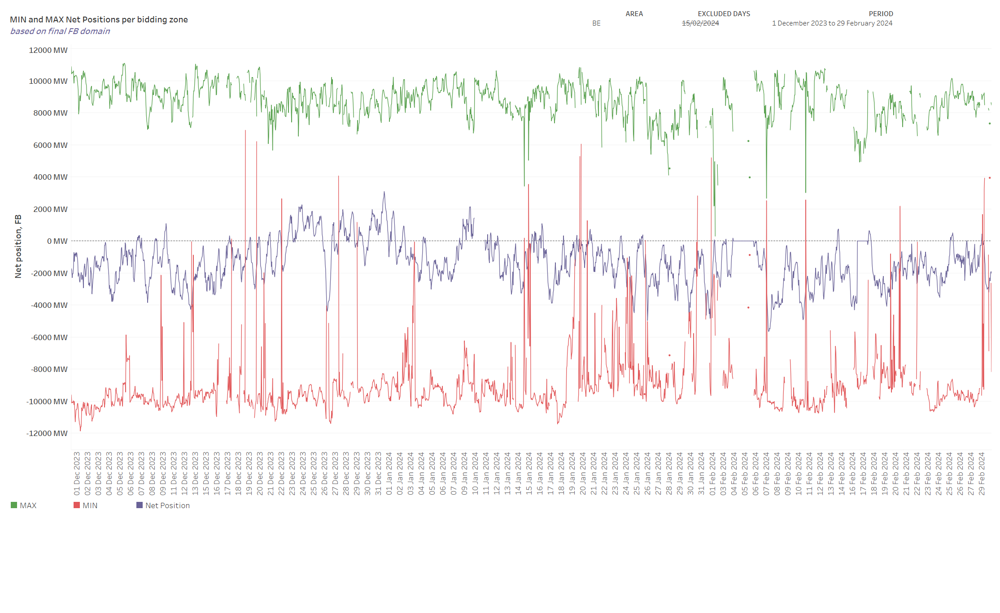 AREA EXCLUDED DAYS PERIOD
MIN and MAX Net Positions per bidding zone
BE 15/02/2024 1 December 2023 to 29 February 2024
based on final FB domain
12000 MW
10000 MW
8000 MW
6000 MW
4000 MW
2000 MW
0 MW
-2000 MW
-4000 MW
-6000 MW
-8000 MW
-10000 MW
-12000 MW
Net position, FB
01 Dec 2023
02 Dec 2023
03 Dec 2023
04 Dec 2023
05 Dec 2023
06 Dec 2023
07 Dec 2023
08 Dec 2023
09 Dec 2023
11 Dec 2023
12 Dec 2023
13 Dec 2023
15 Dec 2023
16 Dec 2023
17 Dec 2023
18 Dec 2023
19 Dec 2023
20 Dec 2023
21 Dec 2023
22 Dec 2023
23 Dec 2023
24 Dec 2023
25 Dec 2023
26 Dec 2023
27 Dec 2023
28 Dec 2023
29 Dec 2023
30 Dec 2023
31 Dec 2023
01 Jan 2024
02 Jan 2024
03 Jan 2024
04 Jan 2024
05 Jan 2024
06 Jan 2024
07 Jan 2024
09 Jan 2024
10 Jan 2024
11 Jan 2024
12 Jan 2024
13 Jan 2024
14 Jan 2024
15 Jan 2024
16 Jan 2024
17 Jan 2024
18 Jan 2024
19 Jan 2024
20 Jan 2024
21 Jan 2024
22 Jan 2024
23 Jan 2024
24 Jan 2024
25 Jan 2024
26 Jan 2024
27 Jan 2024
28 Jan 2024
29 Jan 2024
30 Jan 2024
31 Jan 2024
01 Feb 2024
03 Feb 2024
04 Feb 2024
05 Feb 2024
06 Feb 2024
07 Feb 2024
08 Feb 2024
09 Feb 2024
10 Feb 2024
11 Feb 2024
12 Feb 2024
13 Feb 2024
14 Feb 2024
16 Feb 2024
17 Feb 2024
18 Feb 2024
19 Feb 2024
20 Feb 2024
21 Feb 2024
22 Feb 2024
23 Feb 2024
24 Feb 2024
25 Feb 2024
26 Feb 2024
27 Feb 2024
29 Feb 2024
MAX MIN Net Position